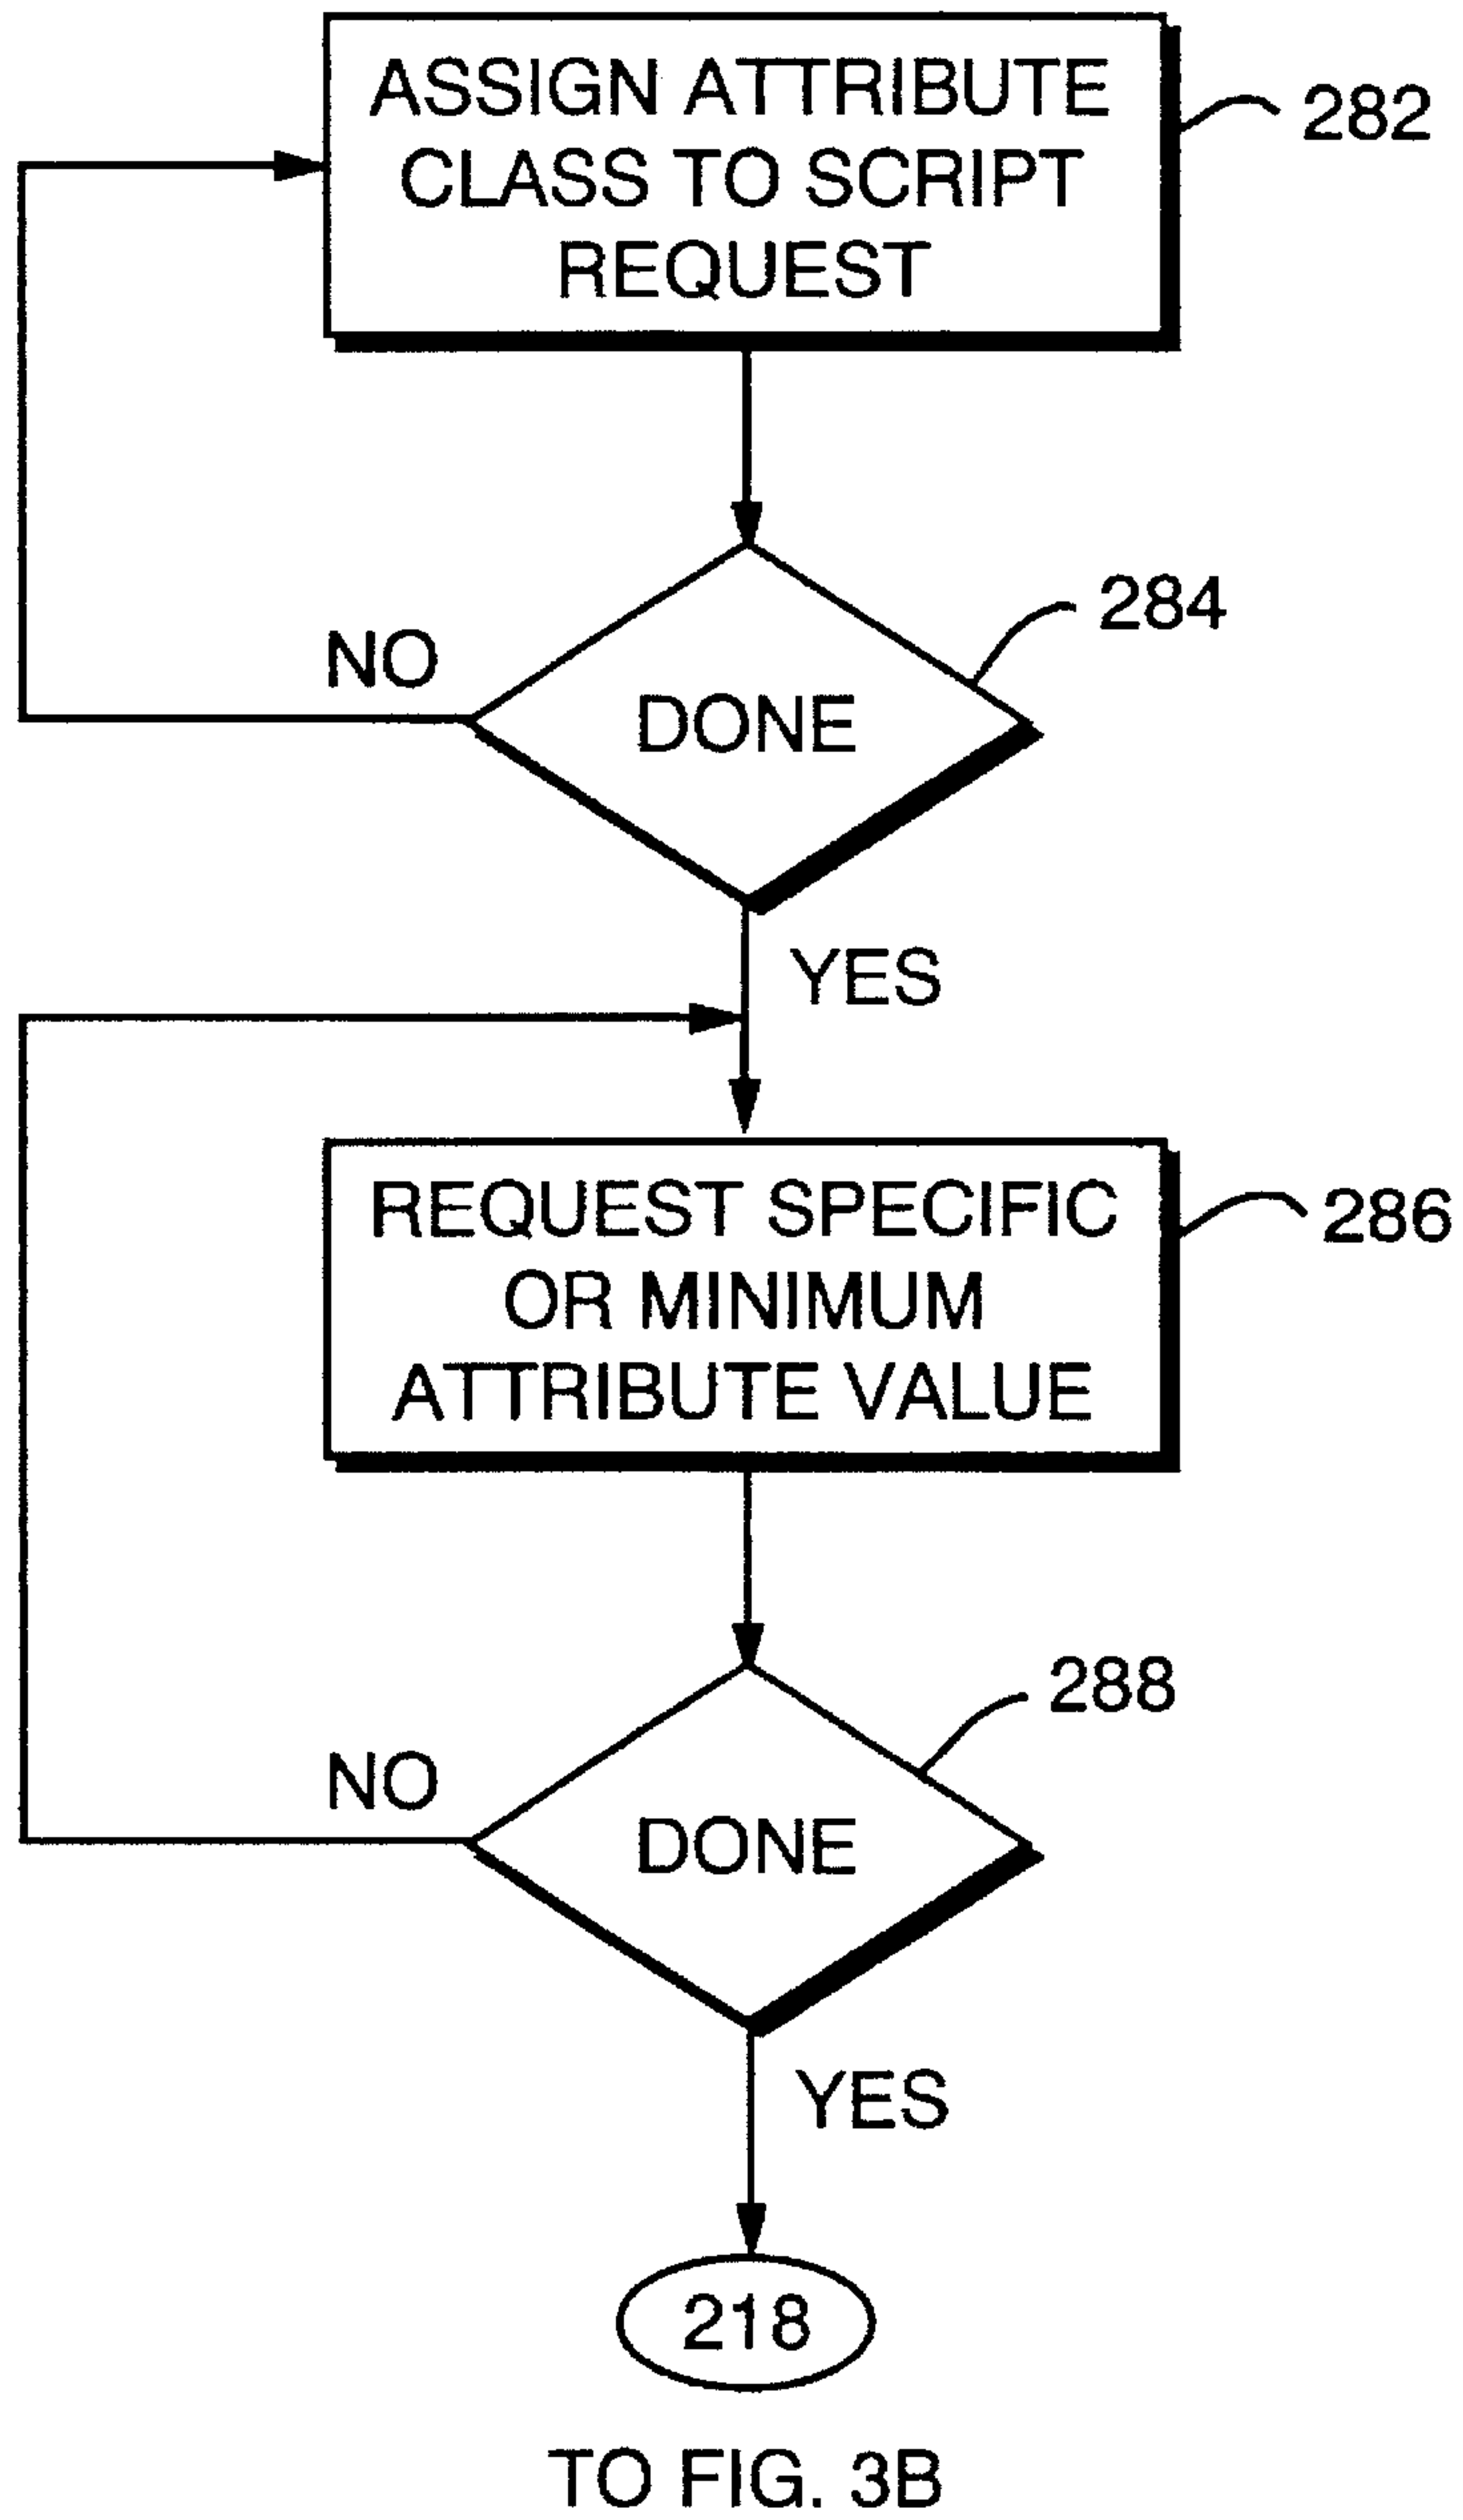 ASSIGN ATTRIBUTE
CLASS TO SCRIPT
REQUEST
282
284
NO
DONE
YES
REQUEST SPECIFIC
OR MINIMUM
ATTRIBUTE VALUE
286
288
NO
DONE
YES
218
TO FIG. 3B